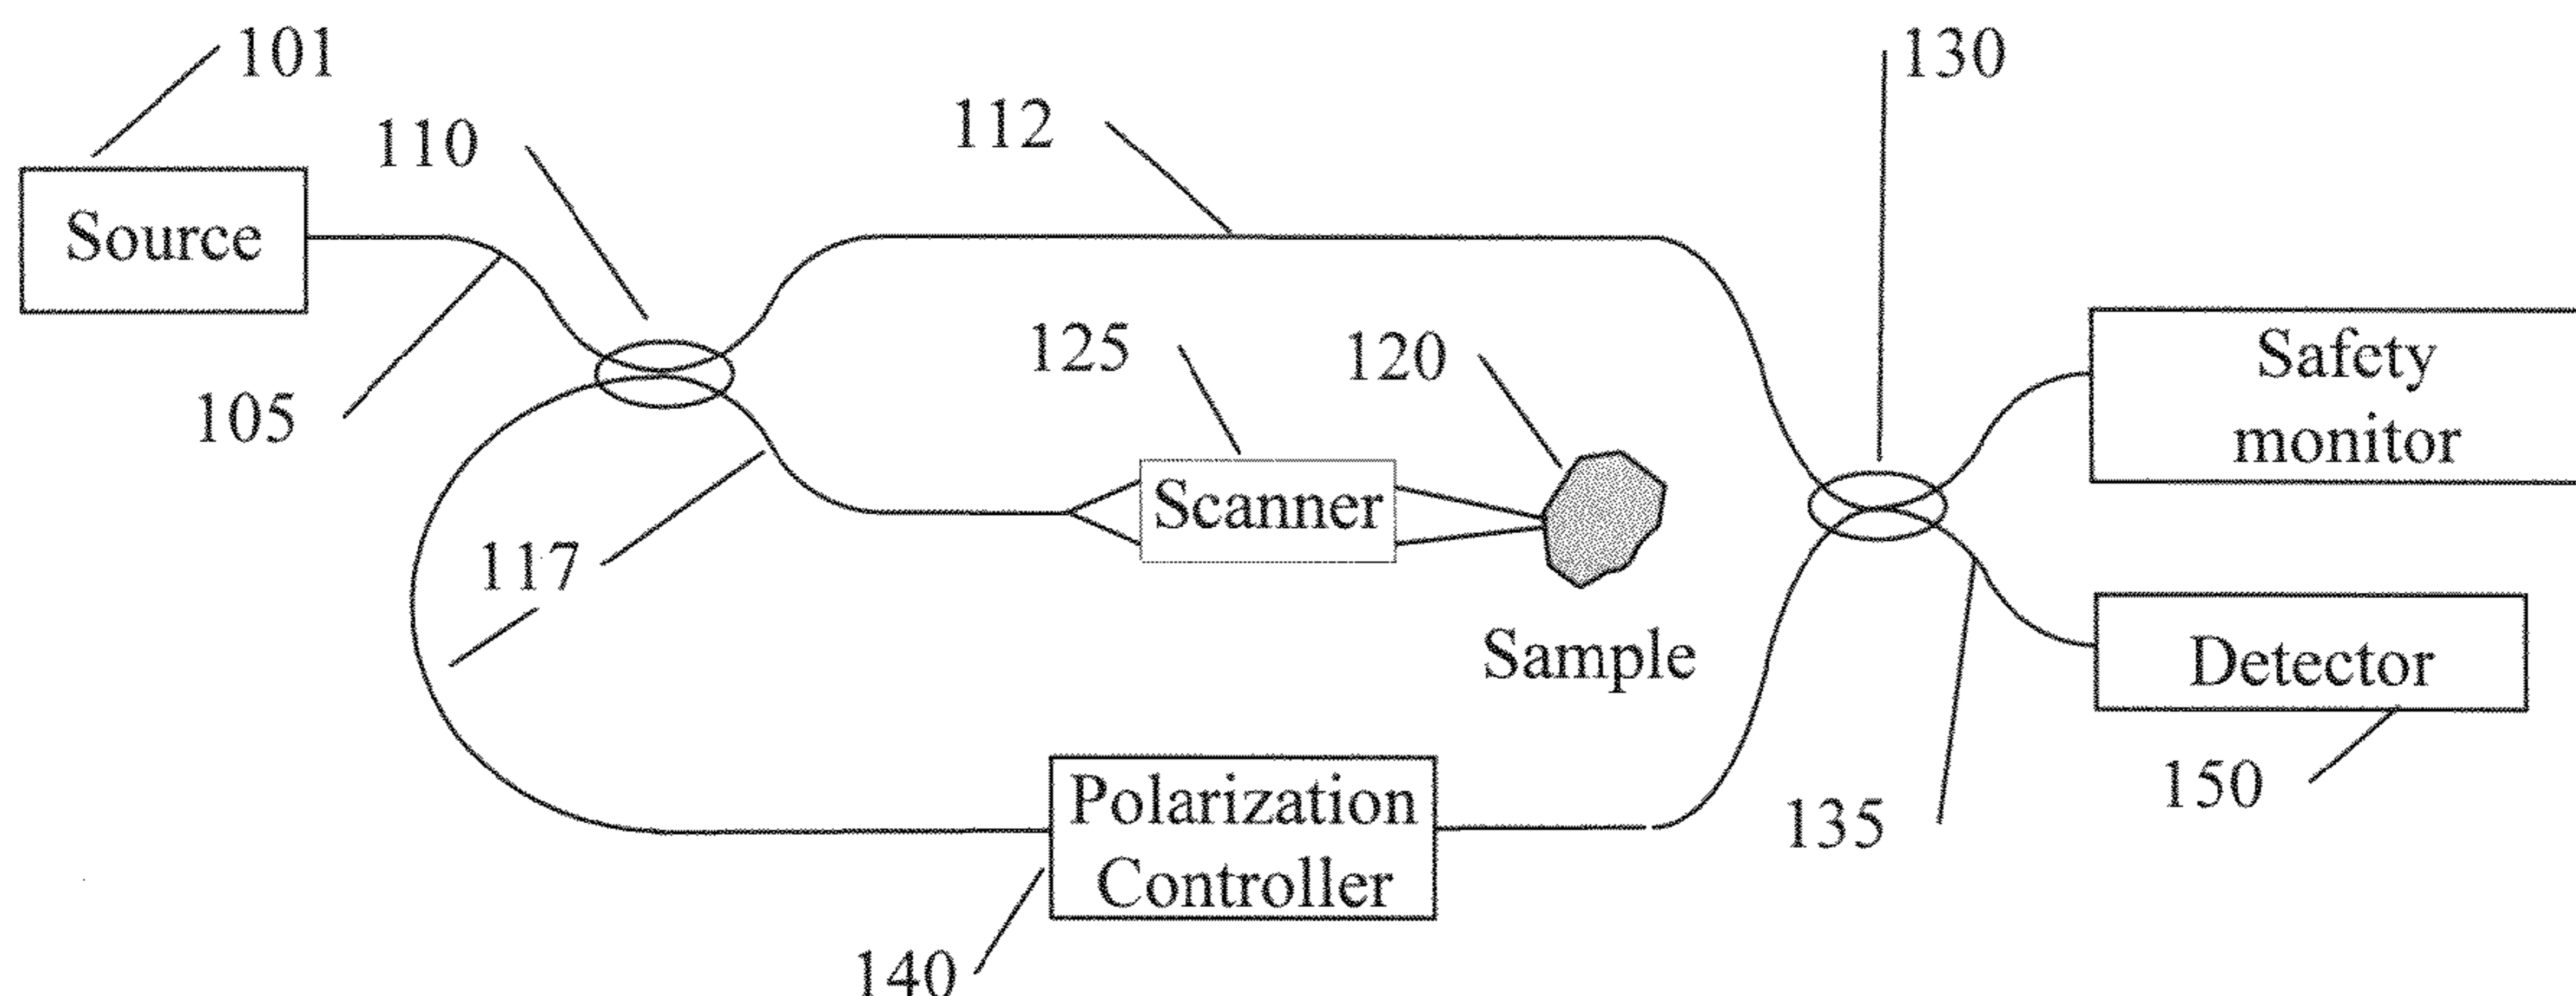 101
130
110
112
Source
125
120
Safety
monitor
105
Scanner
117
Sample
Detector
150
135
Polarization
Controller
140